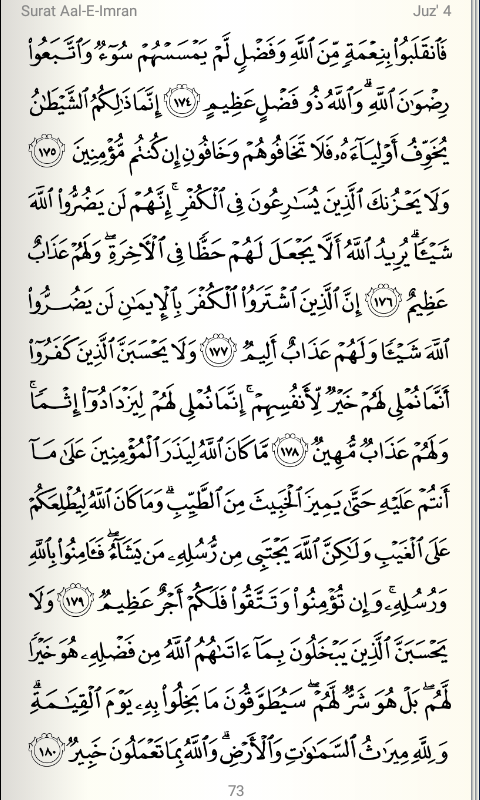 Surat Aal-E-Imran Juz' 4
فَٱنقَلَبُوا۟ بِنِعْمَةٍ مِّنَ ٱللَّهِ وَفَضْلٍ لَّمْ يَمْسَسْهُمْ سُوٓءٌ وَٱتَّبَعُوا۟
رِضْوَٰنَ ٱللَّهِ ۗ وَٱللَّهُ ذُو فَضْلٍ عَظِيمٍ ١٧٤ إِنَّمَا ذَٰلِكُمُ ٱلشَّيْطَٰنُ
يُخَوِّفُ أَوْلِيَآءَهُۥ فَلَا تَخَافُوهُمْ وَخَافُونِ إِن كُنتُم مُّؤْمِنِينَ ١٧٥
وَلَا يَحْزُنكَ ٱلَّذِينَ يُسَٰرِعُونَ فِى ٱلْكُفْرِ ۚ إِنَّهُمْ لَن يَضُرُّوا۟ ٱللَّهَ
شَيْـًٔا ۗ يُرِيدُ ٱللَّهُ أَلَّا يَجْعَلَ لَهُمْ حَظًّا فِى ٱلْـَٔاخِرَةِ ۖ وَلَهُمْ عَذَابٌ
عَظِيمٌ ١٧٦ إِنَّ ٱلَّذِينَ ٱشْتَرَوُا۟ ٱلْكُفْرَ بِٱلْإِيمَٰنِ لَن يَضُرُّوا۟
ٱللَّهَ شَيْـًٔا وَلَهُمْ عَذَابٌ أَلِيمٌ ١٧٧ وَلَا يَحْسَبَنَّ ٱلَّذِينَ كَفَرُوٓا۟
أَنَّمَا نُمْلِى لَهُمْ خَيْرٌ لِّأَنفُسِهِمْ ۚ إِنَّمَا نُمْلِى لَهُمْ لِيَزْدَادُوٓا۟ إِثْمًا ۚ
وَلَهُمْ عَذَابٌ مُّهِينٌ ١٧٨ مَّا كَانَ ٱللَّهُ لِيَذَرَ ٱلْمُؤْمِنِينَ عَلَىٰ مَآ
أَنتُمْ عَلَيْهِ حَتَّىٰ يَمِيزَ ٱلْخَبِيثَ مِنَ ٱلطَّيِّبِ ۗ وَمَا كَانَ ٱللَّهُ لِيُطْلِعَكُمْ
عَلَى ٱلْغَيْبِ وَلَٰكِنَّ ٱللَّهَ يَجْتَبِى مِن رُّسُلِهِۦ مَن يَشَآءُ ۖ فَـَٔامِنُوا۟ بِٱللَّهِ
وَرُسُلِهِۦ ۚ وَإِن تُؤْمِنُوا۟ وَتَتَّقُوا۟ فَلَكُمْ أَجْرٌ عَظِيمٌ ١٧٩ وَلَا
يَحْسَبَنَّ ٱلَّذِينَ يَبْخَلُونَ بِمَآ ءَاتَىٰهُمُ ٱللَّهُ مِن فَضْلِهِۦ هُوَ خَيْرًا
لَّهُم ۖ بَلْ هُوَ شَرٌّ لَّهُمْ ۖ سَيُطَوَّقُونَ مَا بَخِلُوا۟ بِهِۦ يَوْمَ ٱلْقِيَٰمَةِ ۗ
وَلِلَّهِ مِيرَٰثُ ٱلسَّمَٰوَٰتِ وَٱلْأَرْضِ ۗ وَٱللَّهُ بِمَا تَعْمَلُونَ خَبِيرٌ ١٨٠
73